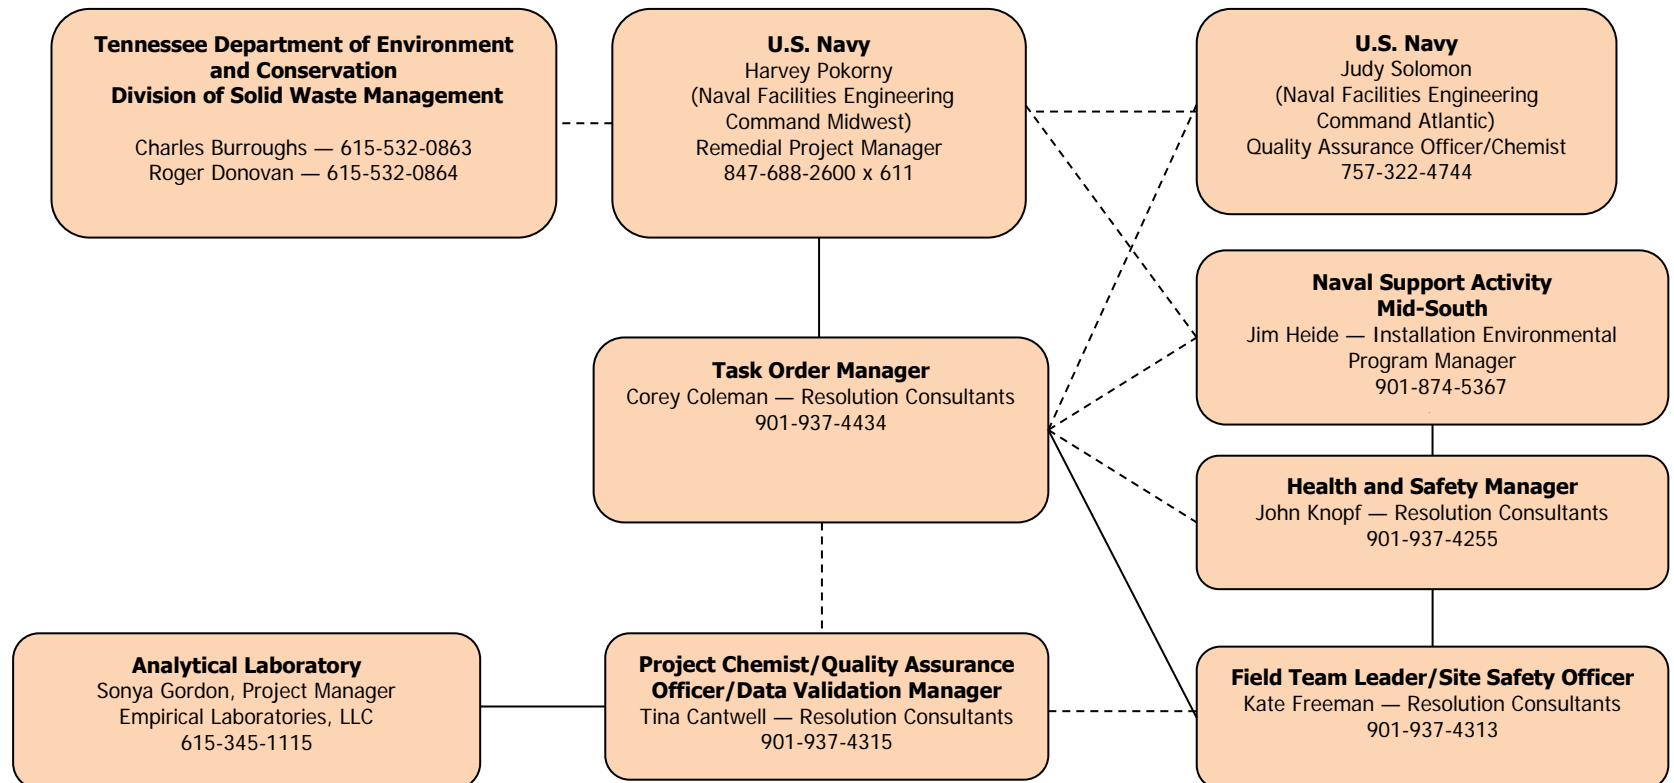 Tennessee Department of Environment
and Conservation
Division of Solid Waste Management
Charles Burroughs — 615-532-0863
Roger Donovan — 615-532-0864
U.S. Navy
Harvey Pokorny
(Naval Facilities Engineering
Command Midwest)
Remedial Project Manager
847-688-2600 x 611
U.S. Navy
Judy Solomon
(Naval Facilities Engineering
Command Atlantic)
Quality Assurance Officer/Chemist
757-322-4744
Naval Support Activity
Mid-South
Jim Heide — Installation Environmental
Program Manager
901-874-5367
Task Order Manager
Corey Coleman — Resolution Consultants
901-937-4434
Health and Safety Manager
John Knopf — Resolution Consultants
901-937-4255
Analytical Laboratory
Sonya Gordon, Project Manager
Empirical Laboratories, LLC
615-345-1115
Project Chemist/Quality Assurance
Officer/Data Validation Manager
Tina Cantwell — Resolution Consultants
901-937-4315
Field Team Leader/Site Safety Officer
Kate Freeman — Resolution Consultants
901-937-4313